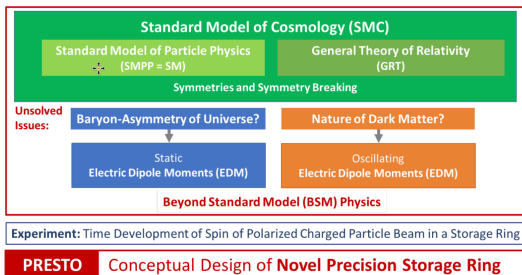 Standard Model of Cosmology (SMC)
Standard Model of Particle Physics
(SMPP = SM)
General Theory of Relativity
(GRT)
Symmetries and Symmetry Breaking
Unsolved
Issues:
Baryon-Asymmetry of Universe?
Nature of Dark Matter?
Static
Electric Dipole Moments (EDM)
Oscillating
Electric Dipole Moments (EDM)
Beyond Standard Model (BSM) Physics
Experiment: Time Development of Spin of Polarized Charged Particle Beam in a Storage Ring
PRESTO
Conceptual Design of Novel Precision Storage Ring